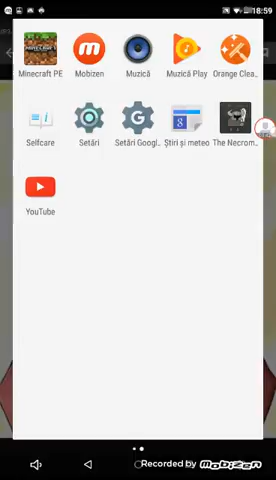 18:59
Minecraft PE
Mobizen
Muzică
Muzică Play
Orange Clea..
Selfcare
Setări
Setări Googl..
Știri și meteo
The Necrom..
YouTube
Recorded by MOBIZEN